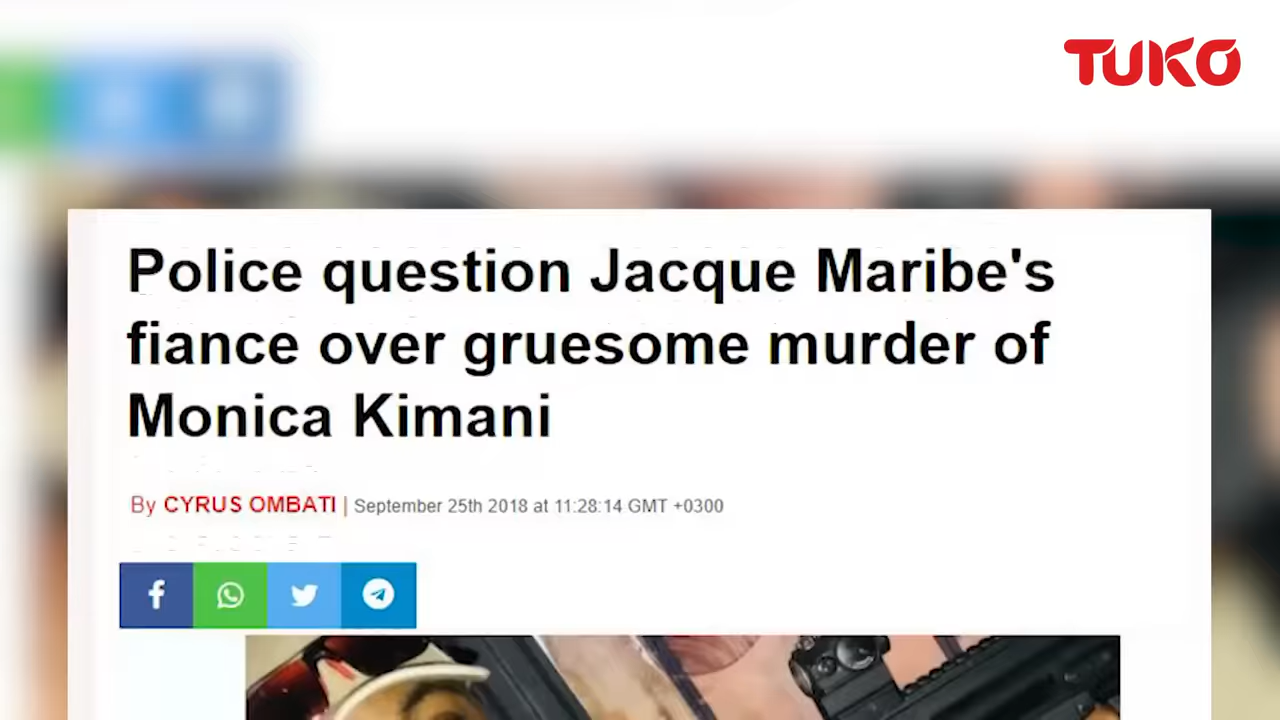 TUKO
Police question Jacque Maribe's
fiance over gruesome murder of
Monica Kimani
By CYRUS OMBATI | September 25th 2018 at 11:28:14 GMT +0300